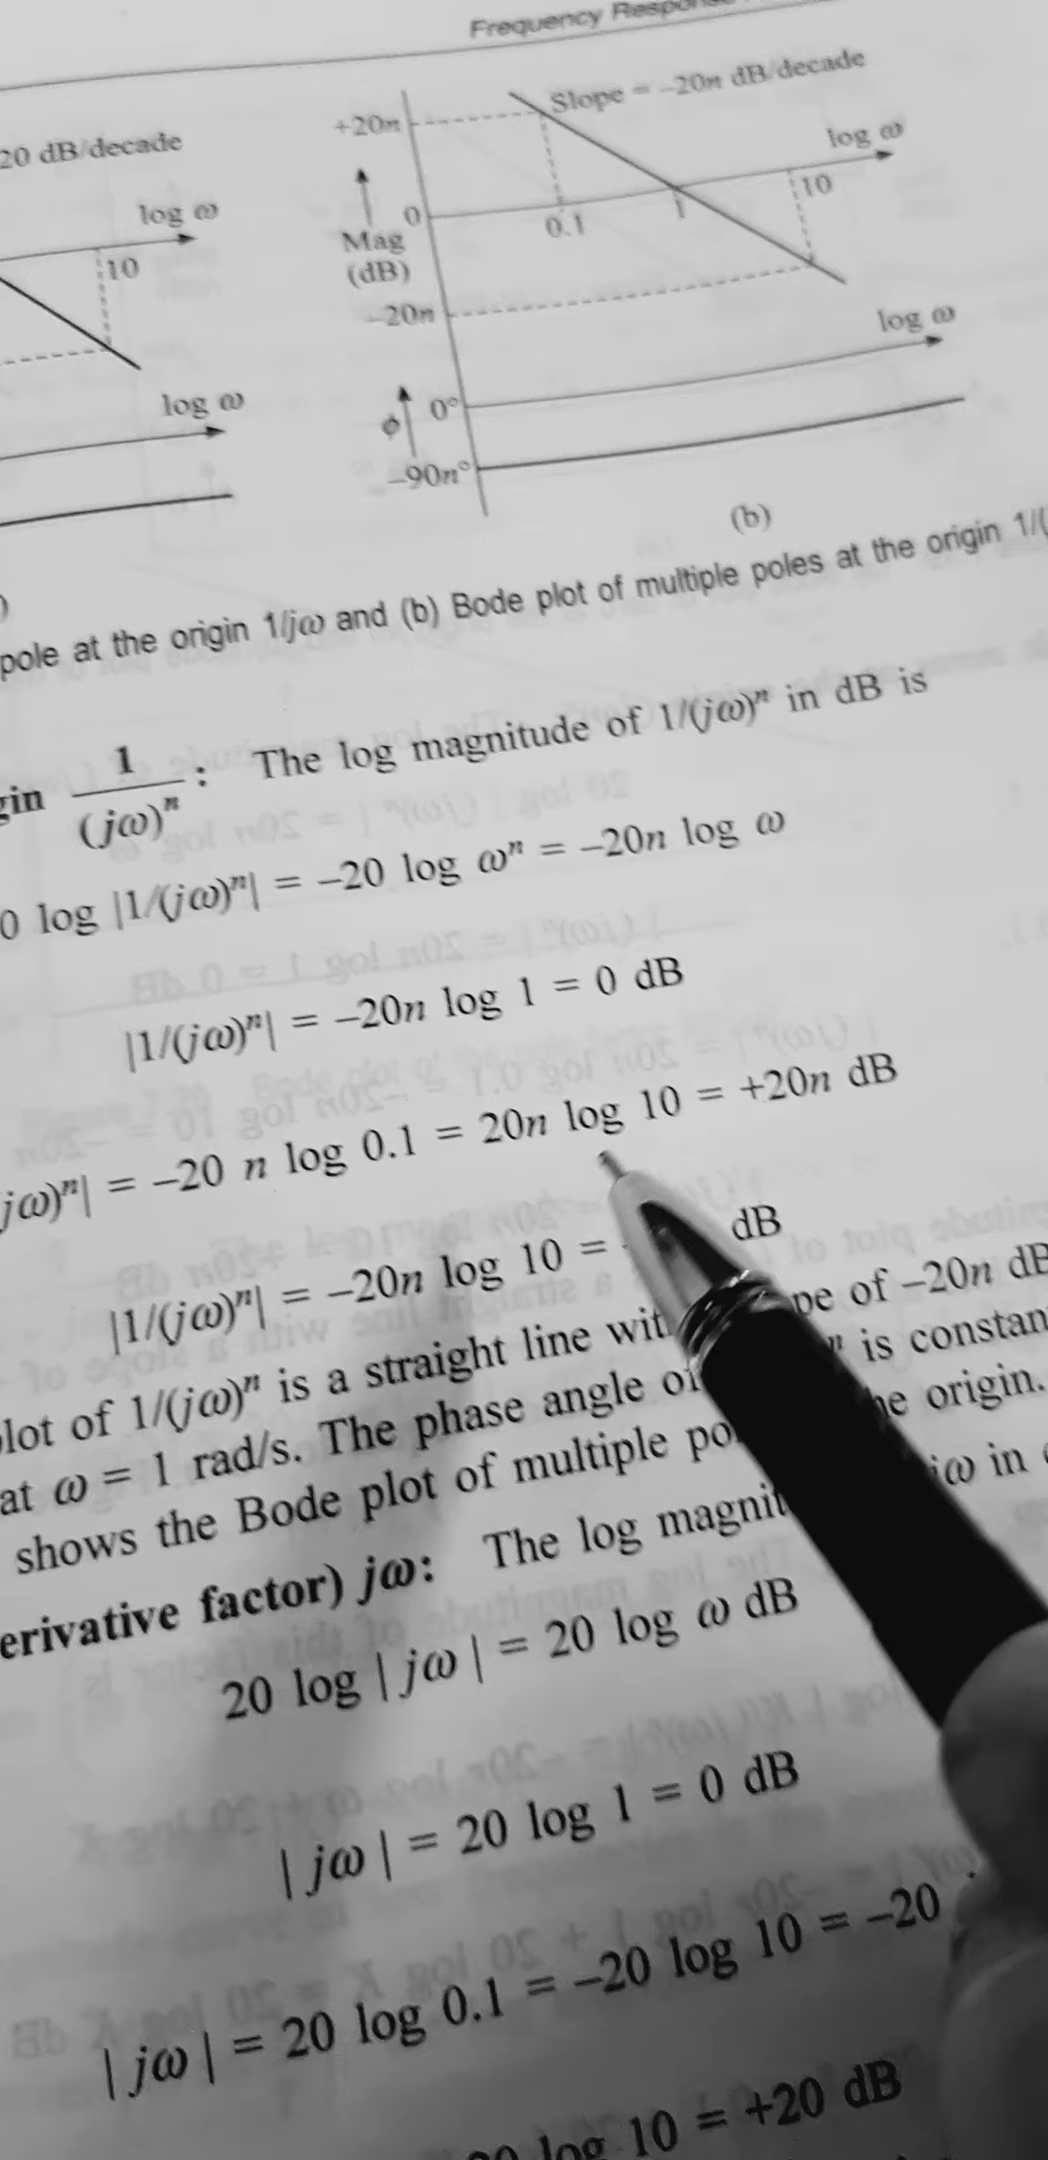 Frequency Response
20 dB/decade
log ω
10
log ω
Slope = –20n dB/decade
+20n
log ω
0
0.1
1
10
Mag
(dB)
–20n
log ω
ϕ
0°
–90n°
(b)
pole at the origin 1/jω and (b) Bode plot of multiple poles at the origin 1/(
gin 1/(jω)ⁿ: The log magnitude of 1/(jω)ⁿ in dB is
0 log |1/(jω)ⁿ| = –20 log ωⁿ = –20n log ω
|1/(jω)ⁿ| = –20n log 1 = 0 dB
jω)ⁿ| = –20 n log 0.1 = 20n log 10 = +20n dB
|1/(jω)ⁿ| = –20n log 10 = dB
lot of 1/(jω)ⁿ is a straight line wit pe of –20n dB
at ω = 1 rad/s. The phase angle of ⁿ is constan
shows the Bode plot of multiple po he origin.
erivative factor) jω: The log magnit jω in
20 log | jω | = 20 log ω dB
| jω | = 20 log 1 = 0 dB
| jω | = 20 log 0.1 = –20 log 10 = –20
log 10 = +20 dB